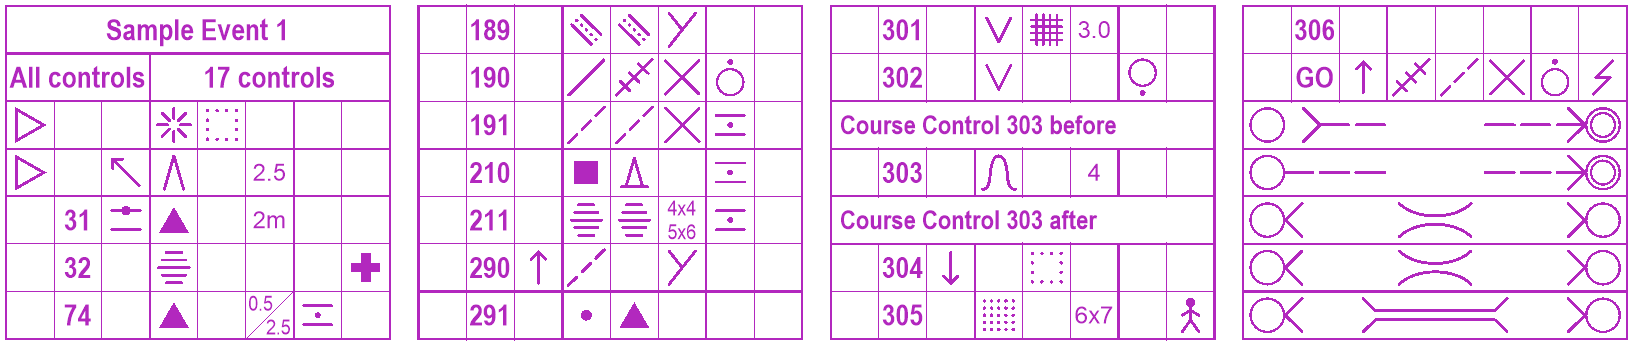 Sample Event 1
All controls 17 controls
2.5
31 2m
32
74 0.5/2.5
189
190
191
210
211 4x4 5x6
290
291
301 3.0
302
Course Control 303 before
303 4
Course Control 303 after
304
305 6x7
306
GO